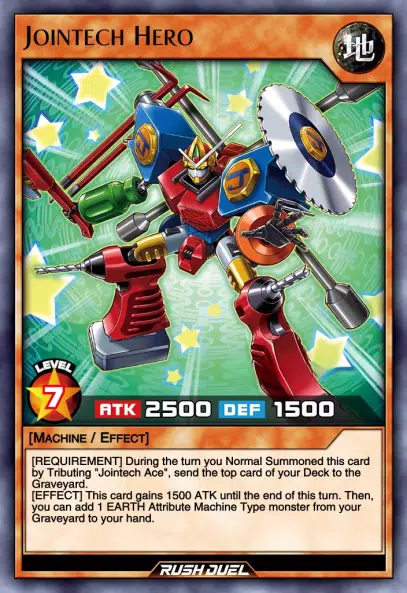 JOINTECH HERO
地
J
J
LEVEL
7
ATK 2500 DEF 1500
[MACHINE / EFFECT]
[REQUIREMENT] During the turn you Normal Summoned this card
by Tributing "Jointech Ace", send the top card of your Deck to the
Graveyard.
[EFFECT] This card gains 1500 ATK until the end of this turn. Then,
you can add 1 EARTH Attribute Machine Type monster from your
Graveyard to your hand.
RUSH DUEL